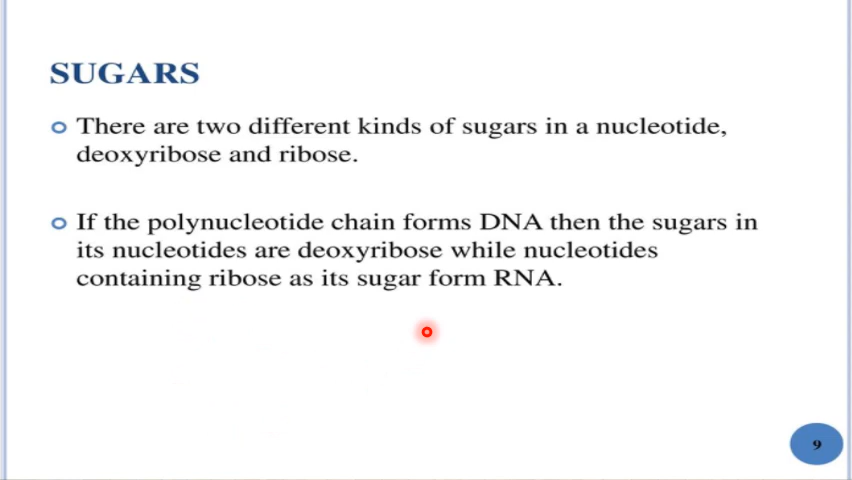 SUGARS
There are two different kinds of sugars in a nucleotide,
deoxyribose and ribose.
If the polynucleotide chain forms DNA then the sugars in
its nucleotides are deoxyribose while nucleotides
containing ribose as its sugar form RNA.
9